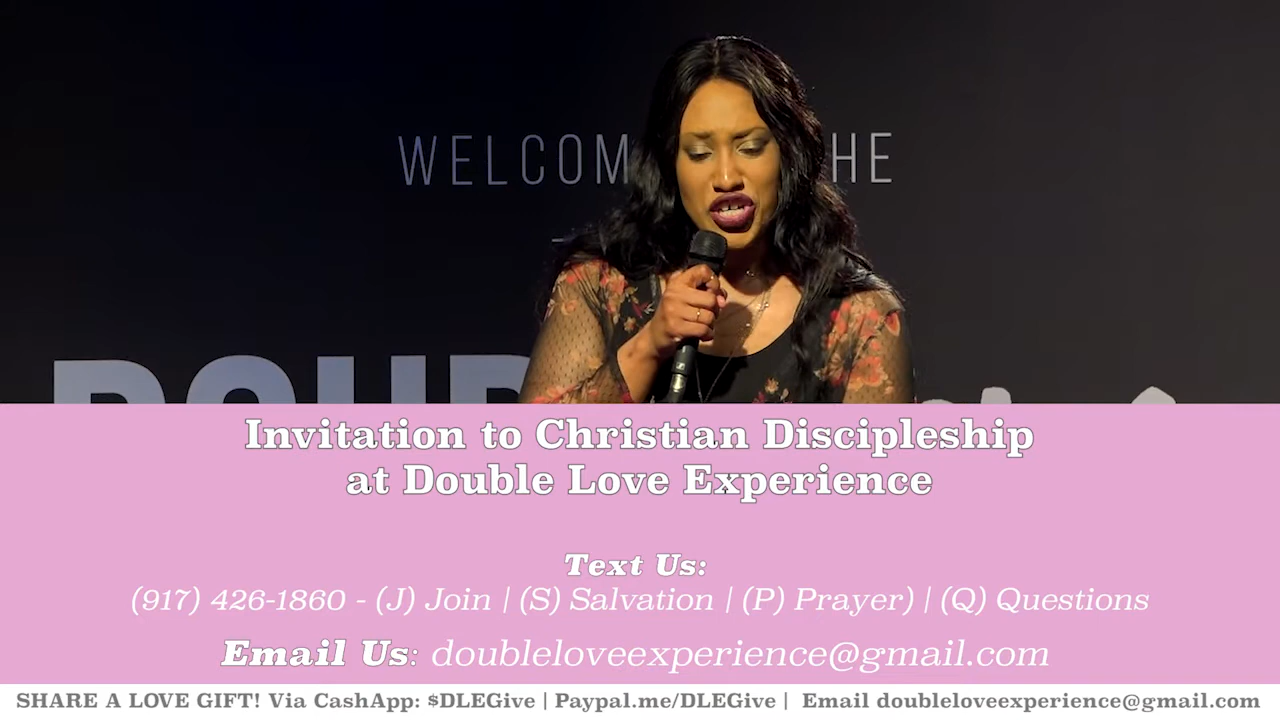 WELCOM HE
Invitation to Christian Discipleship
at Double Love Experience
Text Us:
(917) 426-1860 - (J) Join | (S) Salvation | (P) Prayer) | (Q) Questions
Email Us: doubleloveexperience@gmail.com
SHARE A LOVE GIFT! Via CashApp: $DLEGive | Paypal.me/DLEGive | Email doubleloveexperience@gmail.com